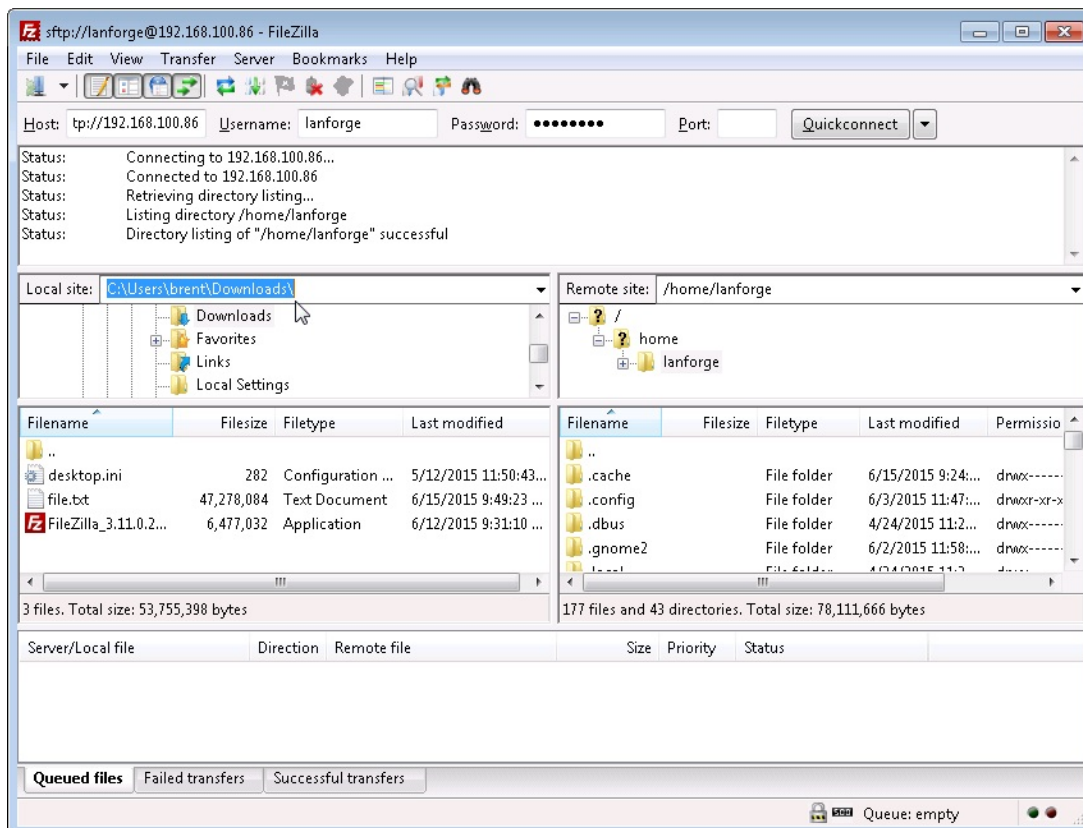 sftp://lanforge@192.168.100.86 - FileZilla
File Edit View Transfer Server Bookmarks Help
Host: tp://192.168.100.86 Username: lanforge Password: ●●●●●●●● Port: Quickconnect
Status: Connecting to 192.168.100.86...
Status: Connected to 192.168.100.86
Status: Retrieving directory listing...
Status: Listing directory /home/lanforge
Status: Directory listing of "/home/lanforge" successful
Local site: C:\Users\brent\Downloads\
Downloads
Favorites
Links
Local Settings
Remote site: /home/lanforge
/
home
lanforge
Filename Filesize Filetype Last modified
..
desktop.ini 282 Configuration ... 5/12/2015 11:50:43...
file.txt 47,278,084 Text Document 6/15/2015 9:49:23 ...
FileZilla_3.11.0.2... 6,477,032 Application 6/12/2015 9:31:10 ...
3 files. Total size: 53,755,398 bytes
Filename Filesize Filetype Last modified Permissio
..
.cache File folder 6/15/2015 9:24:... drwx------
.config File folder 6/3/2015 11:47:... drwxr-xr-x
.dbus File folder 4/24/2015 11:2... drwx------
.gnome2 File folder 6/2/2015 11:58:... drwx------
177 files and 43 directories. Total size: 78,111,666 bytes
Server/Local file Direction Remote file Size Priority Status
Queued files Failed transfers Successful transfers
Queue: empty